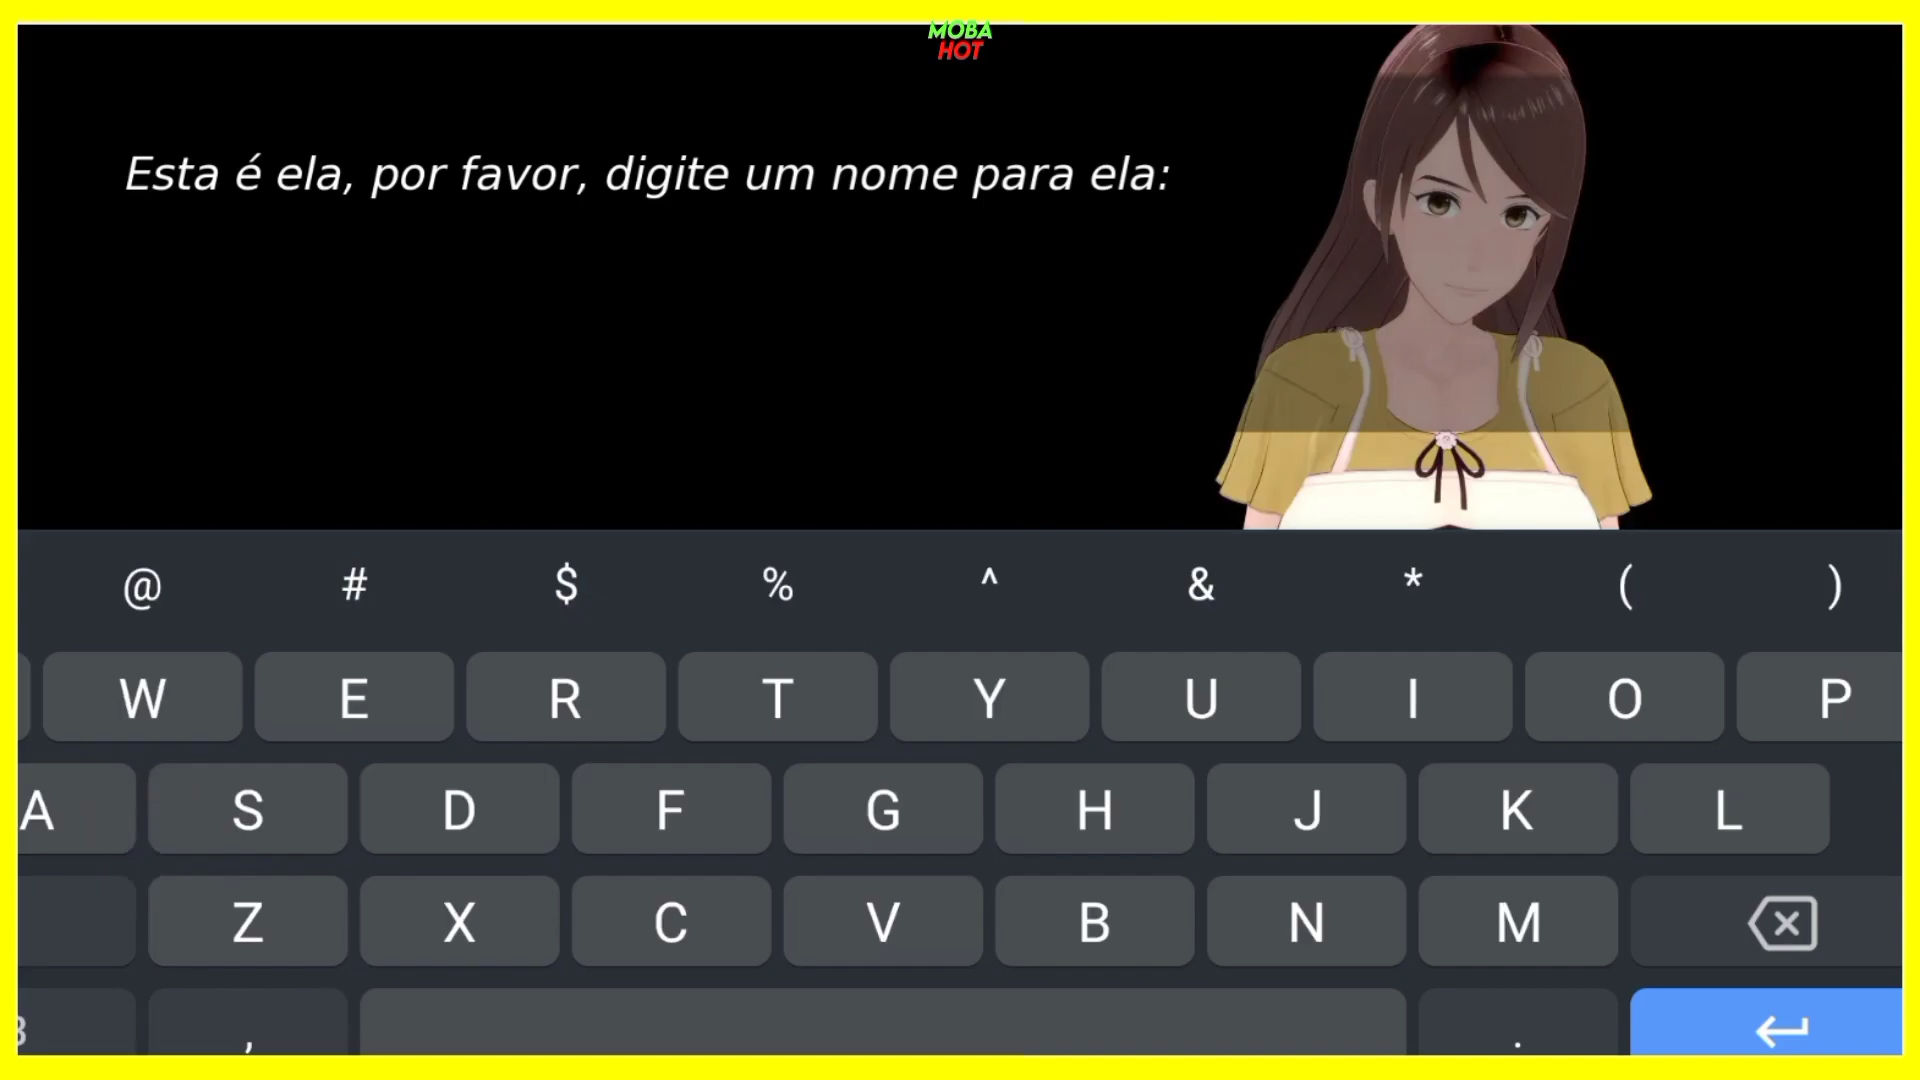 MOBA
HOT
Esta é ela, por favor, digite um nome para ela:
@ # $ % ^ & * ( )
W E R T Y U I O P
A S D F G H J K L
Z X C V B N M
, .